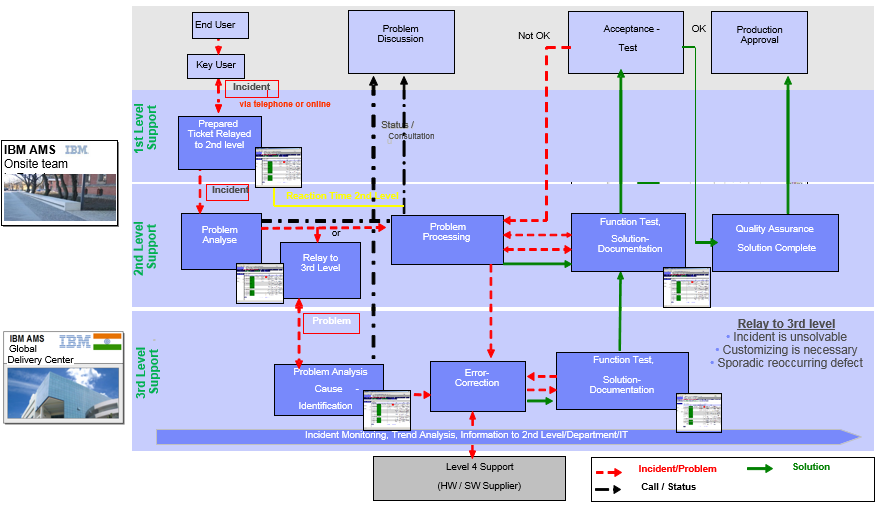 End User
Key User
Incident
via telephone or online
Problem
Discussion
Not OK
Acceptance -
Test
OK
Production
Approval
1st Level
Support
Prepared
Ticket Relayed
to 2nd level
Status /
Consultation
IBM AMS
IBM
Onsite team
Incident
Reaction Time 2nd Level
2nd Level
Support
Problem
Analyse
or
Relay to
3rd Level
Problem
Processing
Function Test,
Solution-
Documentation
Quality Assurance
Solution Complete
IBM AMS
IBM
Global
Delivery Center
3rd Level
Support
Problem
Relay to 3rd level
• Incident is unsolvable
• Customizing is necessary
• Sporadic reoccurring defect
Problem Analysis
Cause -
Identification
Error-
Correction
Function Test,
Solution-
Documentation
Incident Monitoring, Trend Analysis, Information to 2nd Level/Department/IT
Level 4 Support
(HW / SW Supplier)
Incident/Problem
Solution
Call / Status